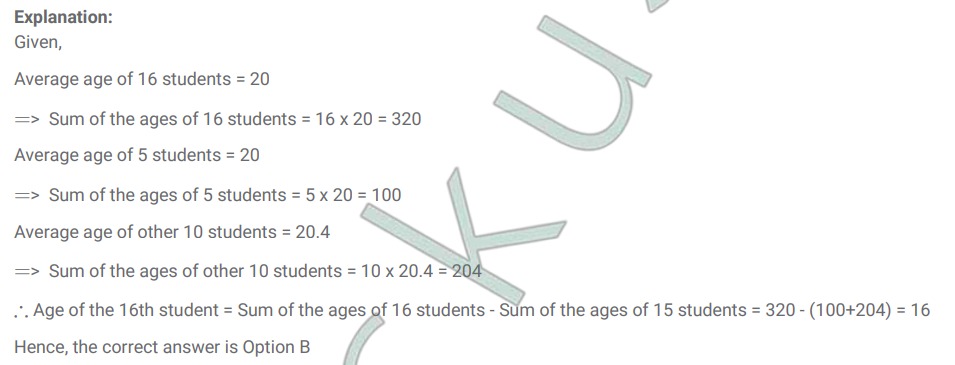 Explanation:
Given,
Average age of 16 students = 20
=> Sum of the ages of 16 students = 16 x 20 = 320
Average age of 5 students = 20
=> Sum of the ages of 5 students = 5 x 20 = 100
Average age of other 10 students = 20.4
=> Sum of the ages of other 10 students = 10 x 20.4 = 204
∴ Age of the 16th student = Sum of the ages of 16 students - Sum of the ages of 15 students = 320 - (100+204) = 16
Hence, the correct answer is Option B